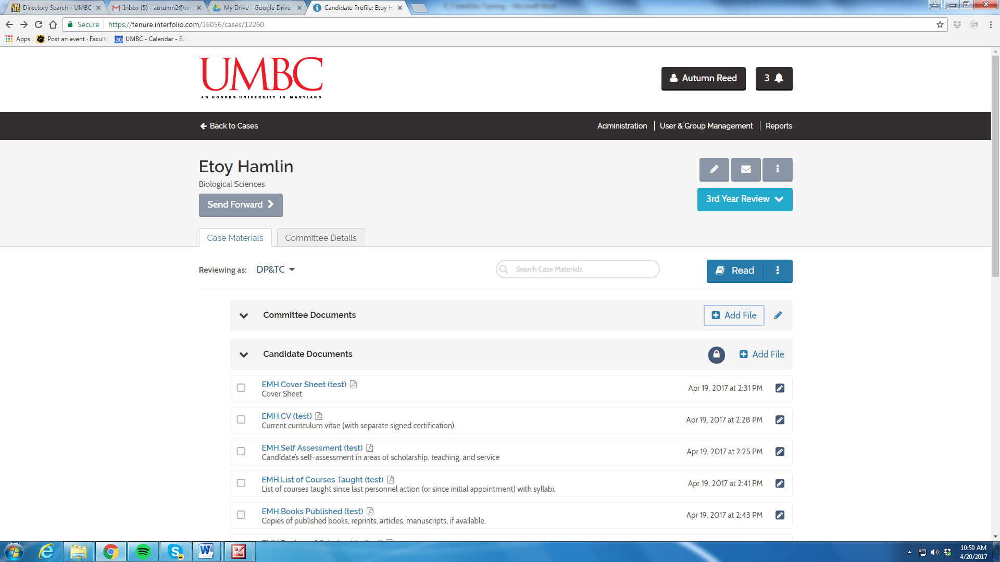 Directory Search - UMBC
Inbox (5) - autumn2@um
My Drive - Google Drive
Candidate Profile: Etoy H
Secure
https://tenure.interfolio.com/16056/cases/12260
Apps
Post an event · Facult
30 UMBC - Calendar - Ev
UMBC
AN HONORS UNIVERSITY IN MARYLAND
Autumn Reed
3
Back to Cases
Administration
User & Group Management
Reports
Etoy Hamlin
Biological Sciences
Send Forward
3rd Year Review
Case Materials
Committee Details
Reviewing as: DP&TC
Search Case Materials
Read
Committee Documents
Add File
Candidate Documents
Add File
EMH.Cover Sheet (test)
Cover Sheet
Apr 19, 2017 at 2:31 PM
EMH.CV (test)
Current curriculum vitae (with separate signed certification).
Apr 19, 2017 at 2:28 PM
EMH.Self Assessment (test)
Candidate's self-assessment in areas of scholarship, teaching, and service
Apr 19, 2017 at 2:25 PM
EMH.List of Courses Taught (test)
List of courses taught since last personnel action (or since initial appointment) with syllabi.
Apr 19, 2017 at 2:41 PM
EMH.Books Published (test)
Copies of published books, reprints, articles, manuscripts, if available.
Apr 19, 2017 at 2:43 PM
4
10:50 AM
4/20/2017